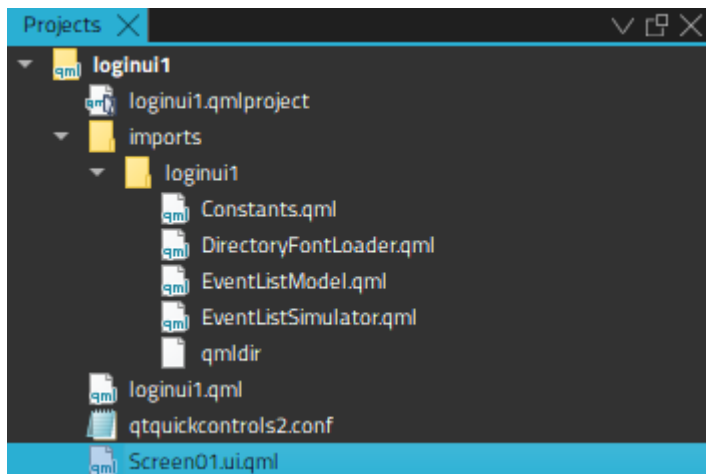 Projects
loginui1
loginui1.qmlproject
imports
loginui1
Constants.qml
DirectoryFontLoader.qml
EventListModel.qml
EventListSimulator.qml
qmldir
loginui1.qml
qtquickcontrols2.conf
Screen01.ui.qml